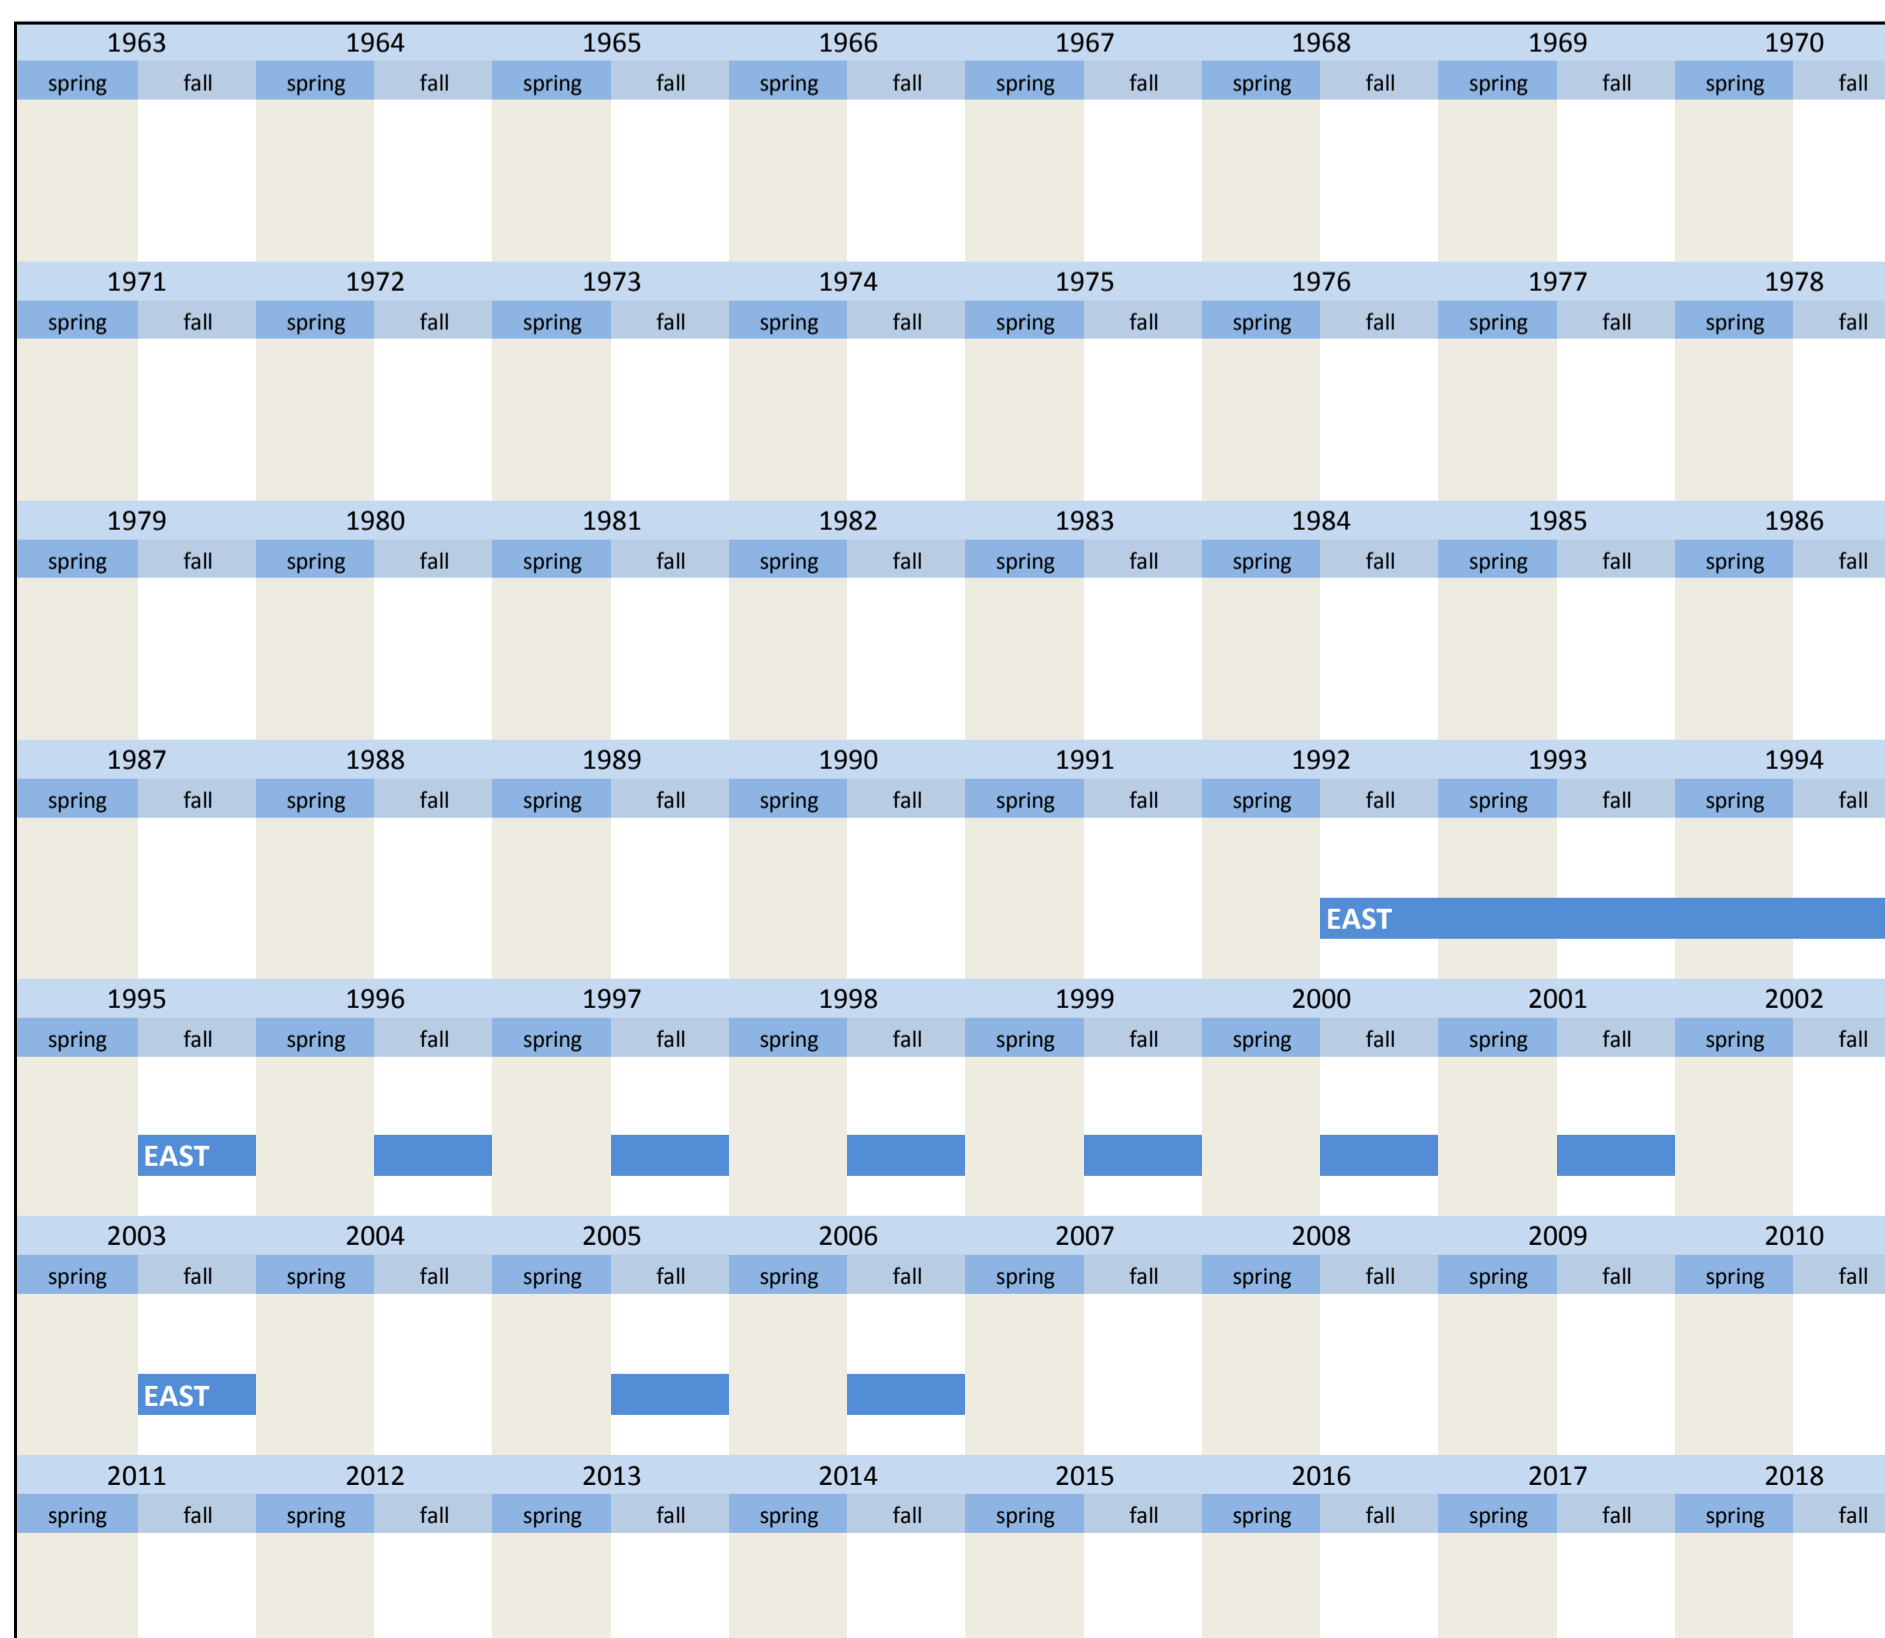 1963 1964 1965 1966 1967 1968 1969 1970
spring fall spring fall spring fall spring fall spring fall spring fall spring fall spring fall
1971 1972 1973 1974 1975 1976 1977 1978
spring fall spring fall spring fall spring fall spring fall spring fall spring fall spring fall
1979 1980 1981 1982 1983 1984 1985 1986
spring fall spring fall spring fall spring fall spring fall spring fall spring fall spring fall
1987 1988 1989 1990 1991 1992 1993 1994
spring fall spring fall spring fall spring fall spring fall spring fall spring fall spring fall
EAST
1995 1996 1997 1998 1999 2000 2001 2002
spring fall spring fall spring fall spring fall spring fall spring fall spring fall spring fall
EAST
2003 2004 2005 2006 2007 2008 2009 2010
spring fall spring fall spring fall spring fall spring fall spring fall spring fall spring fall
EAST
2011 2012 2013 2014 2015 2016 2017 2018
spring fall spring fall spring fall spring fall spring fall spring fall spring fall spring fall